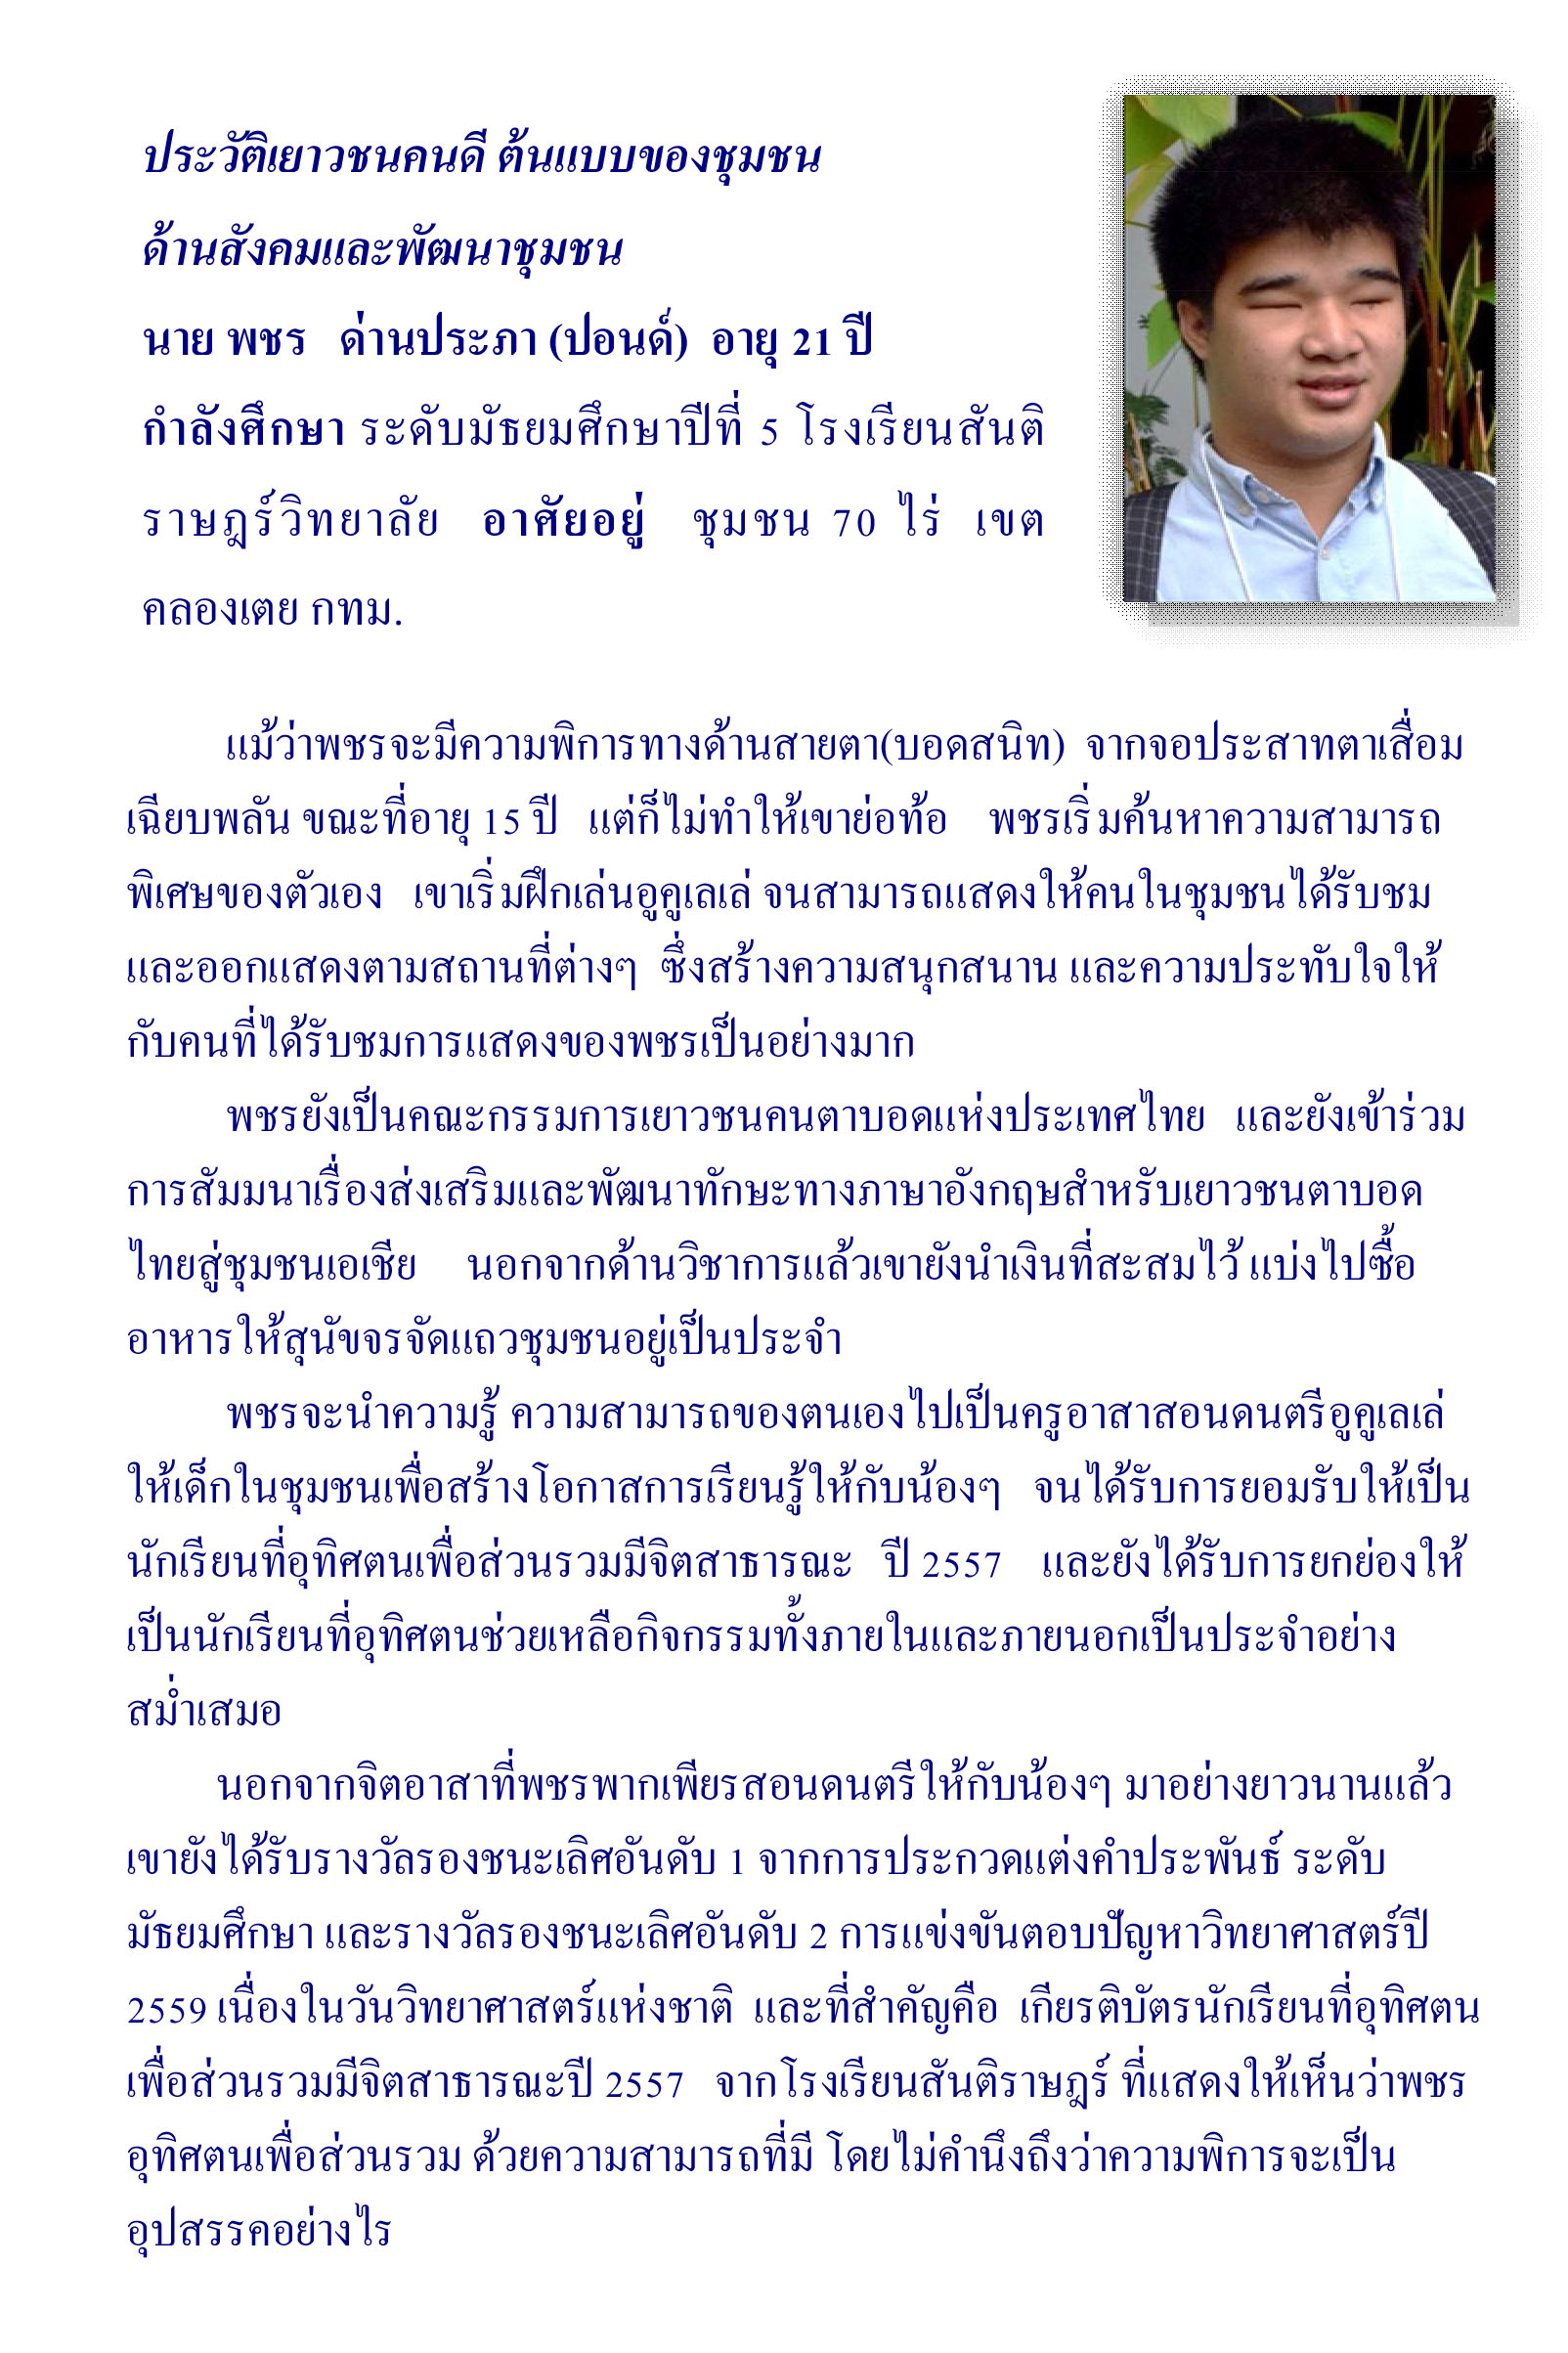 ประวัติเยาวชนคนดี ต้นแบบของชุมชน
ด้านสังคมและพัฒนาชุมชน
นาย พชร ด่านประภา (ปอนด์) อายุ 21 ปี
กำลังศึกษา ระดับมัธยมศึกษาปีที่ 5 โรงเรียนสันติ
ราษฎร์วิทยาลัย อาศัยอยู่ ชุมชน 70 ไร่ เขต
คลองเตย กทม.
แม้ว่าพชรจะมีความพิการทางด้านสายตา(บอดสนิท) จากจอประสาทตาเสื่อม
เฉียบพลัน ขณะที่อายุ 15 ปี แต่ก็ไม่ทำให้เขาย่อท้อ พชรเริ่มค้นหาความสามารถ
พิเศษของตัวเอง เขาเริ่มฝึกเล่นอูคูเลเล่ จนสามารถแสดงให้คนในชุมชนได้รับชม
และออกแสดงตามสถานที่ต่างๆ ซึ่งสร้างความสนุกสนาน และความประทับใจให้
กับคนที่ได้รับชมการแสดงของพชรเป็นอย่างมาก
พชรยังเป็นคณะกรรมการเยาวชนคนตาบอดแห่งประเทศไทย และยังเข้าร่วม
การสัมมนาเรื่องส่งเสริมและพัฒนาทักษะทางภาษาอังกฤษสำหรับเยาวชนตาบอด
ไทยสู่ชุมชนเอเชีย นอกจากด้านวิชาการแล้วเขายังนำเงินที่สะสมไว้ แบ่งไปซื้อ
อาหารให้สุนัขจรจัดแถวชุมชนอยู่เป็นประจำ
พชรจะนำความรู้ ความสามารถของตนเองไปเป็นครูอาสาสอนดนตรีอูคูเลเล่
ให้เด็กในชุมชนเพื่อสร้างโอกาสการเรียนรู้ให้กับน้องๆ จนได้รับการยอมรับให้เป็น
นักเรียนที่อุทิศตนเพื่อส่วนรวมมีจิตสาธารณะ ปี 2557 และยังได้รับการยกย่องให้
เป็นนักเรียนที่อุทิศตนช่วยเหลือกิจกรรมทั้งภายในและภายนอกเป็นประจำอย่าง
สม่ำเสมอ
นอกจากจิตอาสาที่พชรพากเพียรสอนดนตรีให้กับน้องๆ มาอย่างยาวนานแล้ว
เขายังได้รับรางวัลรองชนะเลิศอันดับ 1 จากการประกวดแต่งคำประพันธ์ ระดับ
มัธยมศึกษา และรางวัลรองชนะเลิศอันดับ 2 การแข่งขันตอบปัญหาวิทยาศาสตร์ปี
2559 เนื่องในวันวิทยาศาสตร์แห่งชาติ และที่สำคัญคือ เกียรติบัตรนักเรียนที่อุทิศตน
เพื่อส่วนรวมมีจิตสาธารณะปี 2557 จากโรงเรียนสันติราษฎร์ ที่แสดงให้เห็นว่าพชร
อุทิศตนเพื่อส่วนรวม ด้วยความสามารถที่มี โดยไม่คำนึงถึงว่าความพิการจะเป็น
อุปสรรคอย่างไร